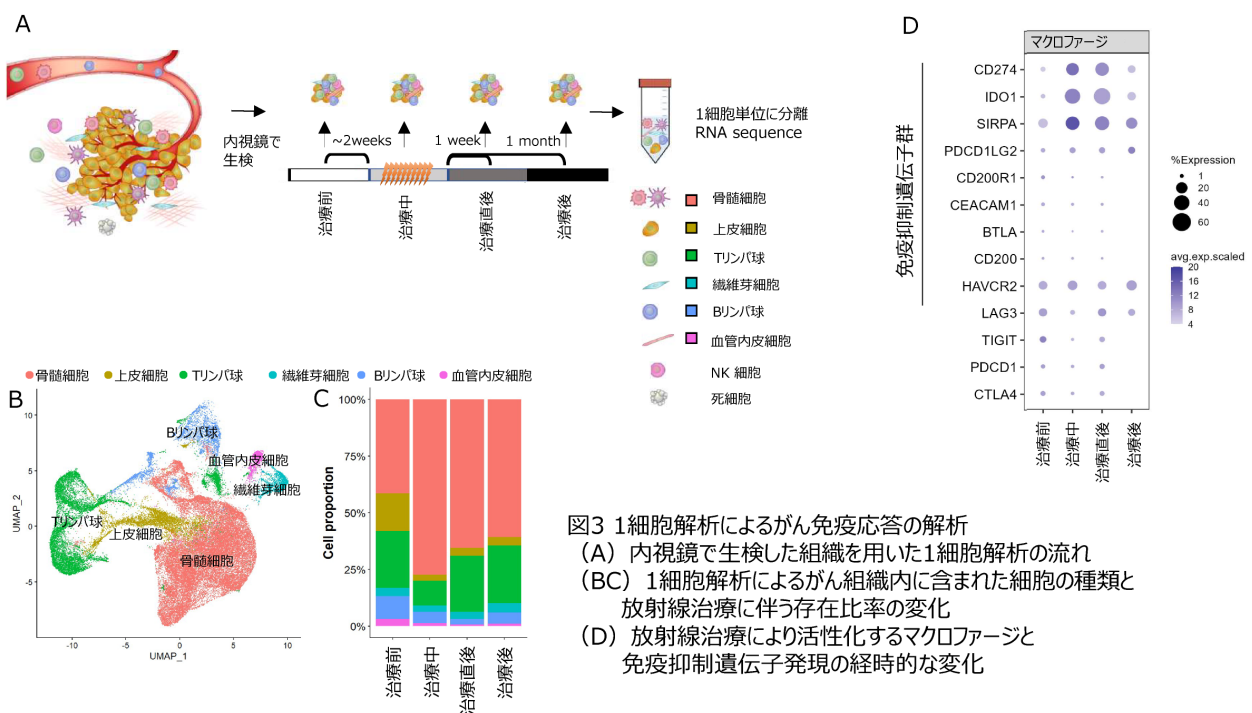 A
内視鏡で
生検
~2weeks
1 week
1 month
治療前
治療中
治療直後
治療後
1細胞単位に分離
RNA sequence
骨髄細胞
上皮細胞
Tリンパ球
繊維芽細胞
Bリンパ球
血管内皮細胞
NK 細胞
死細胞
D
マクロファージ
免疫抑制遺伝子群
CD274
IDO1
SIRPA
PDCD1LG2
CD200R1
CEACAM1
BTLA
CD200
HAVCR2
LAG3
TIGIT
PDCD1
CTLA4
治療前
治療中
治療直後
治療後
%Expression
1
20
40
60
avg.exp.scaled
20
16
12
8
4
骨髄細胞 上皮細胞 Tリンパ球 繊維芽細胞 Bリンパ球 血管内皮細胞
B
10
5
0
-5
UMAP_2
Bリンパ球
血管内皮細胞
繊維芽細胞
Tリンパ球
上皮細胞
骨髄細胞
-10 -5 0 5 10
UMAP_1
C
100%
75%
50%
25%
0%
Cell proportion
治療前
治療中
治療直後
治療後
図3 1細胞解析によるがん免疫応答の解析
（A）内視鏡で生検した組織を用いた1細胞解析の流れ
（BC）1細胞解析によるがん組織内に含まれた細胞の種類と
放射線治療に伴う存在比率の変化
（D）放射線治療により活性化するマクロファージと
免疫抑制遺伝子発現の経時的な変化